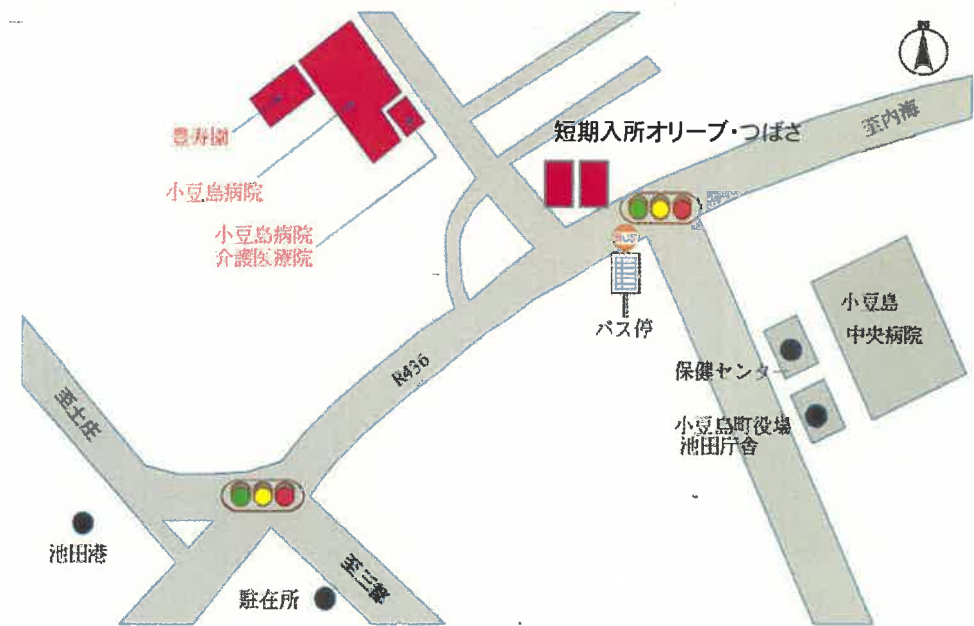 短期入所オリーブ・つばさ
至内海
豊寿園
小豆島病院
小豆島病院
介護医療院
BUS
バス停
小豆島
中央病院
保健センター
小豆島町役場
池田庁舎
R436
至土庄
池田港
駐在所